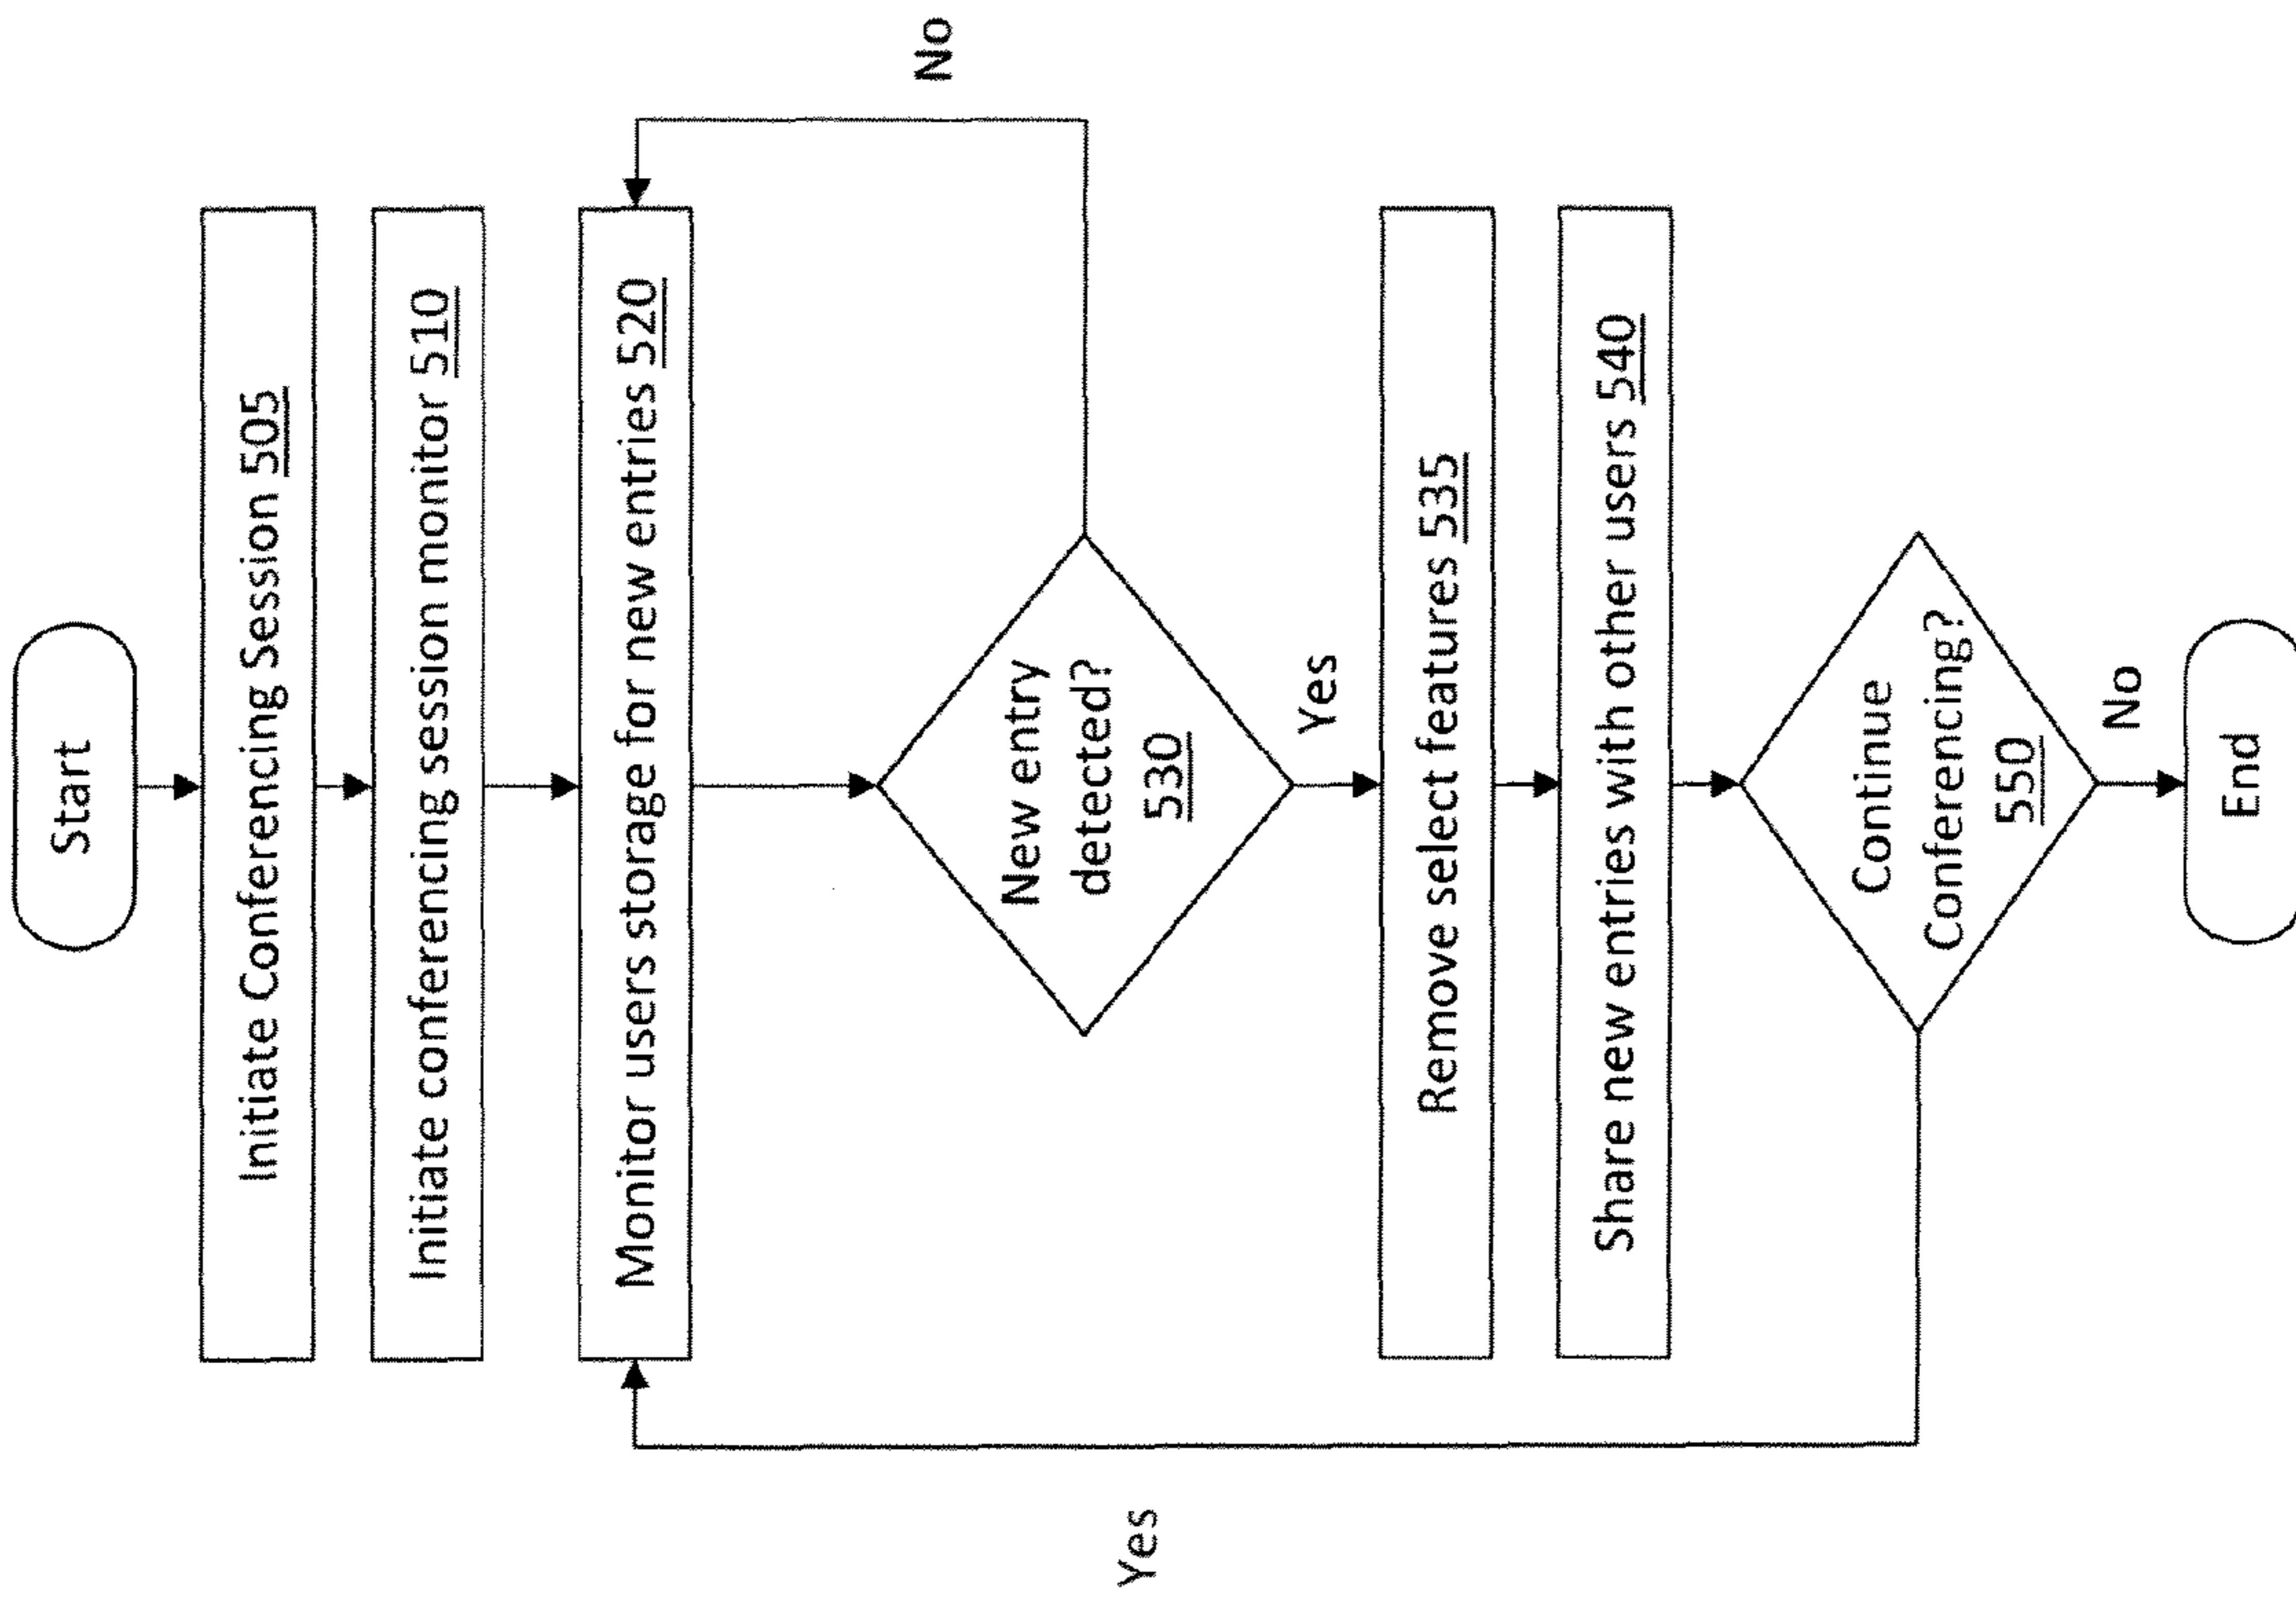 Start
Initiate Conferencing Session 505
Initiate conferencing session monitor 510
Monitor users storage for new entries 520
No
New entry
detected?
530
Yes
Remove select features 535
Share new entries with other users 540
Yes
Continue
Conferencing?
550
No
End